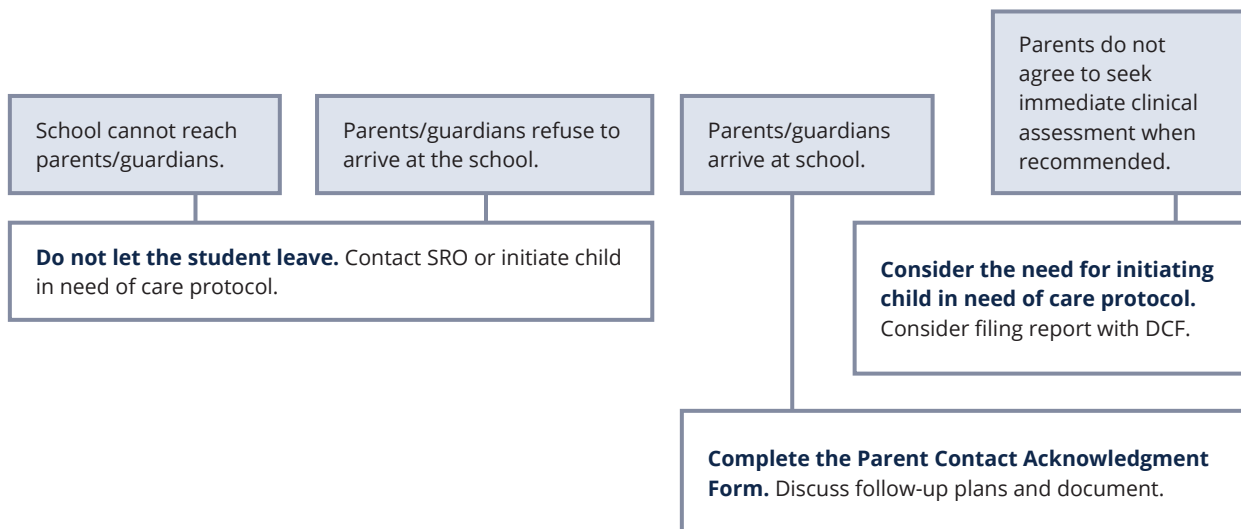 School cannot reach
parents/guardians.
Parents/guardians refuse to
arrive at the school.
Parents/guardians
arrive at school.
Parents do not
agree to seek
immediate clinical
assessment when
recommended.
Do not let the student leave. Contact SRO or initiate child
in need of care protocol.
Consider the need for initiating
child in need of care protocol.
Consider filing report with DCF.
Complete the Parent Contact Acknowledgment
Form. Discuss follow-up plans and document.